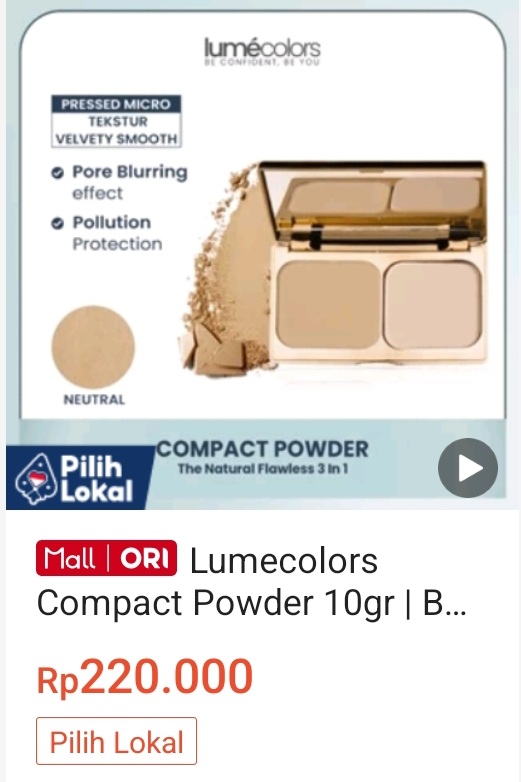 lumécolors
BE CONFIDENT, BE YOU
PRESSED MICRO
TEKSTUR
VELVETY SMOOTH
Pore Blurring
effect
Pollution
Protection
NEUTRAL
COMPACT POWDER
The Natural Flawless 3 In 1
Pilih
Lokal
Mall | ORI Lumecolors
Compact Powder 10gr | B...
Rp220.000
Pilih Lokal